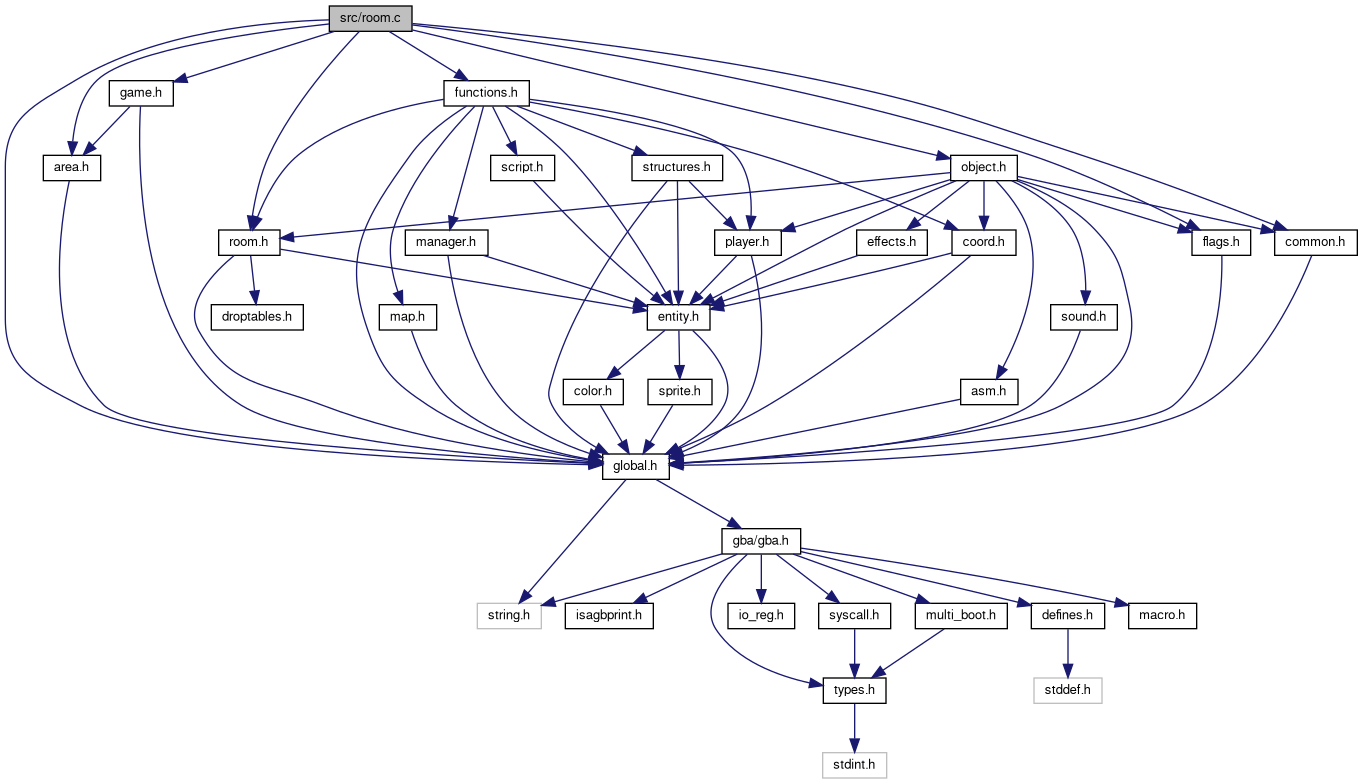 src/room.c
game.h
functions.h
area.h
script.h
structures.h
object.h
room.h
manager.h
player.h
effects.h
coord.h
flags.h
common.h
droptables.h
map.h
entity.h
sound.h
color.h
sprite.h
asm.h
global.h
gba/gba.h
string.h
isagbprint.h
io_reg.h
syscall.h
multi_boot.h
defines.h
macro.h
types.h
stddef.h
stdint.h